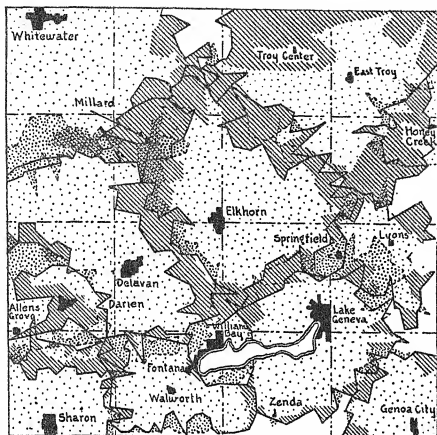 Whitewater
Troy Center
East Troy
Millard
Honey
Creek
Elkhorn
Springfield
Lyons
Delavan
Darien
Allens
Grove
Williams
Bay
Lake
Geneva
Fontana
Walworth
Zenda
Sharon
Genoa City